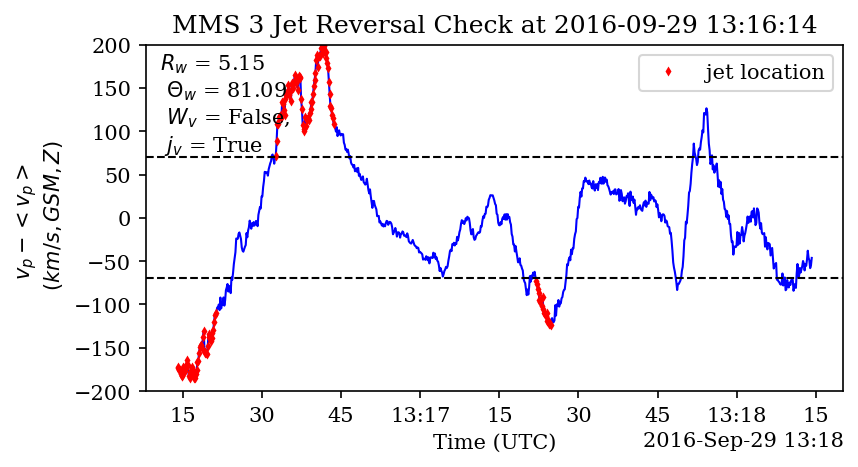 MMS 3 Jet Reversal Check at 2016-09-29 13:16:14
R_w = 5.15
Θ_w = 81.09,
W_v = False,
j_v = True
jet location
v_p − < v_p >
(km/s, GSM, Z)
200
150
100
50
0
−50
−100
−150
−200
15 30 45 13:17 15 30 45 13:18 15
Time (UTC)
2016-Sep-29 13:18